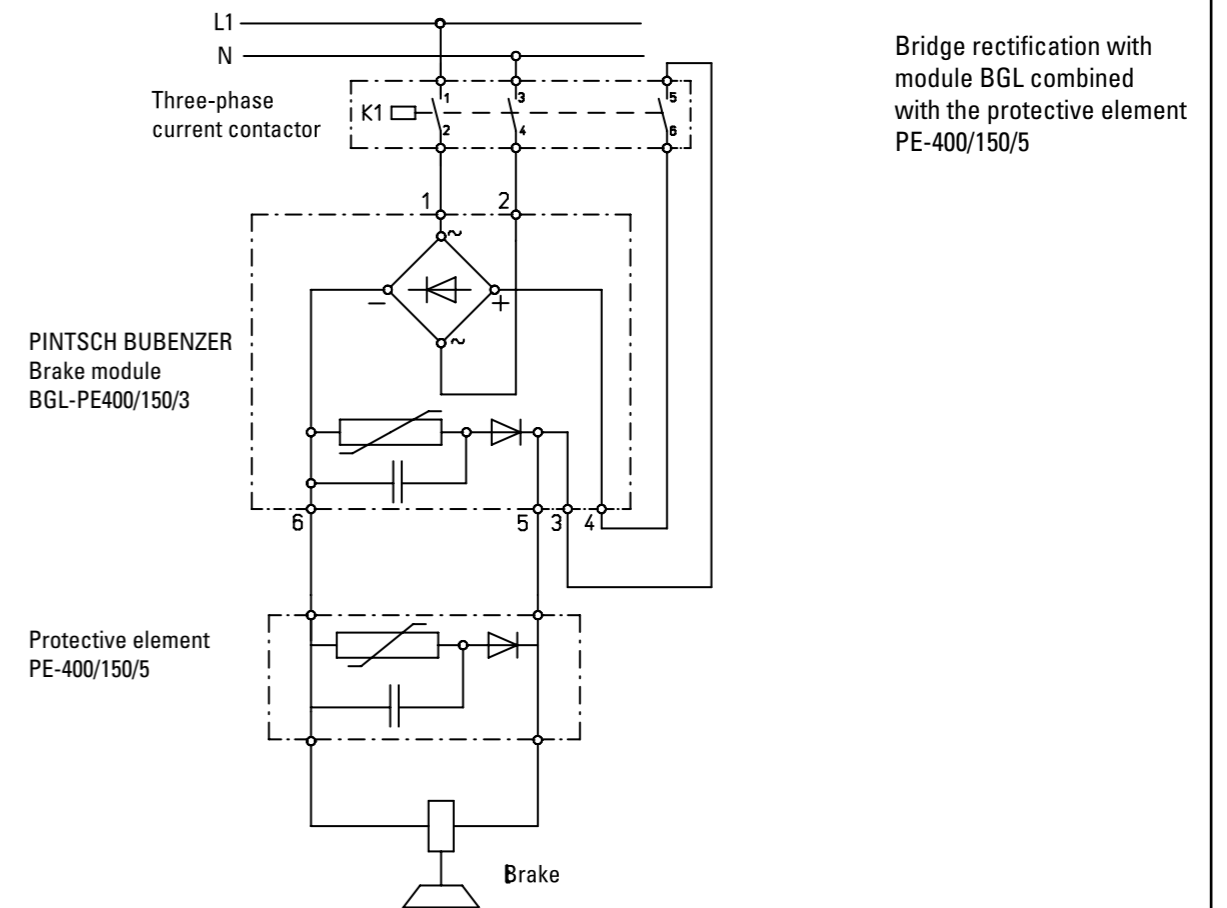 L1
N
Bridge rectification with
module BGL combined
with the protective element
PE-400/150/5
Three-phase
current contactor
K1
1
3
5
2
4
6
1
2
~
–
+
~
PINTSCH BUBENZER
Brake module
BGL-PE400/150/3
6
5
3
4
Protective element
PE-400/150/5
Brake